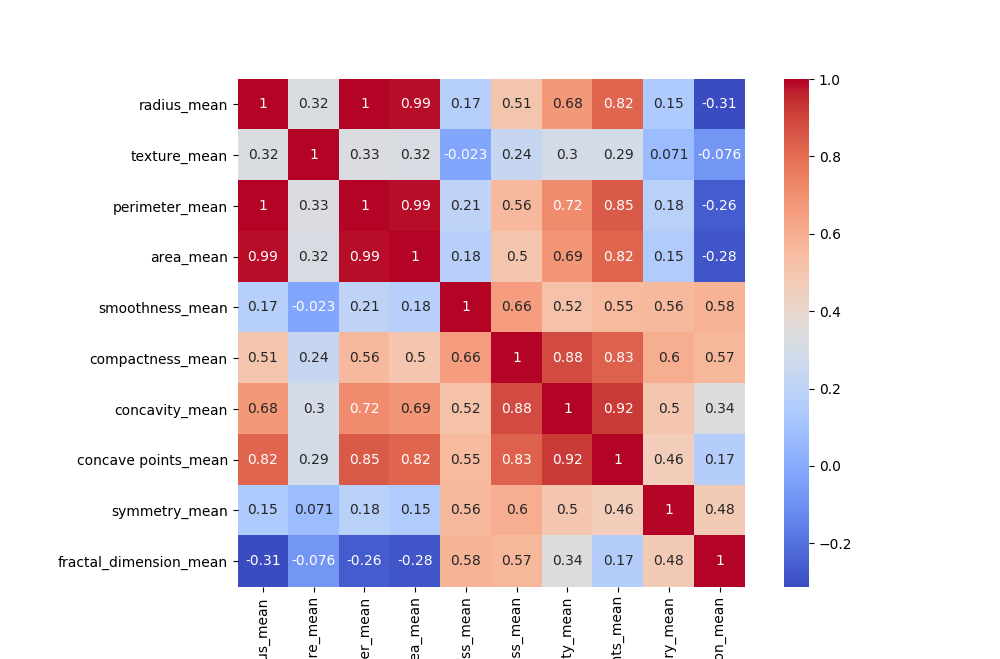 radius_mean 1 0.32 1 0.99 0.17 0.51 0.68 0.82 0.15 -0.31
texture_mean 0.32 1 0.33 0.32 -0.023 0.24 0.3 0.29 0.071 -0.076
perimeter_mean 1 0.33 1 0.99 0.21 0.56 0.72 0.85 0.18 -0.26
area_mean 0.99 0.32 0.99 1 0.18 0.5 0.69 0.82 0.15 -0.28
smoothness_mean 0.17 -0.023 0.21 0.18 1 0.66 0.52 0.55 0.56 0.58
compactness_mean 0.51 0.24 0.56 0.5 0.66 1 0.88 0.83 0.6 0.57
concavity_mean 0.68 0.3 0.72 0.69 0.52 0.88 1 0.92 0.5 0.34
concave points_mean 0.82 0.29 0.85 0.82 0.55 0.83 0.92 1 0.46 0.17
symmetry_mean 0.15 0.071 0.18 0.15 0.56 0.6 0.5 0.46 1 0.48
fractal_dimension_mean -0.31 -0.076 -0.26 -0.28 0.58 0.57 0.34 0.17 0.48 1
us_mean
re_mean
er_mean
ea_mean
ss_mean
ss_mean
ty_mean
nts_mean
ry_mean
on_mean
1.0
0.8
0.6
0.4
0.2
0.0
−0.2